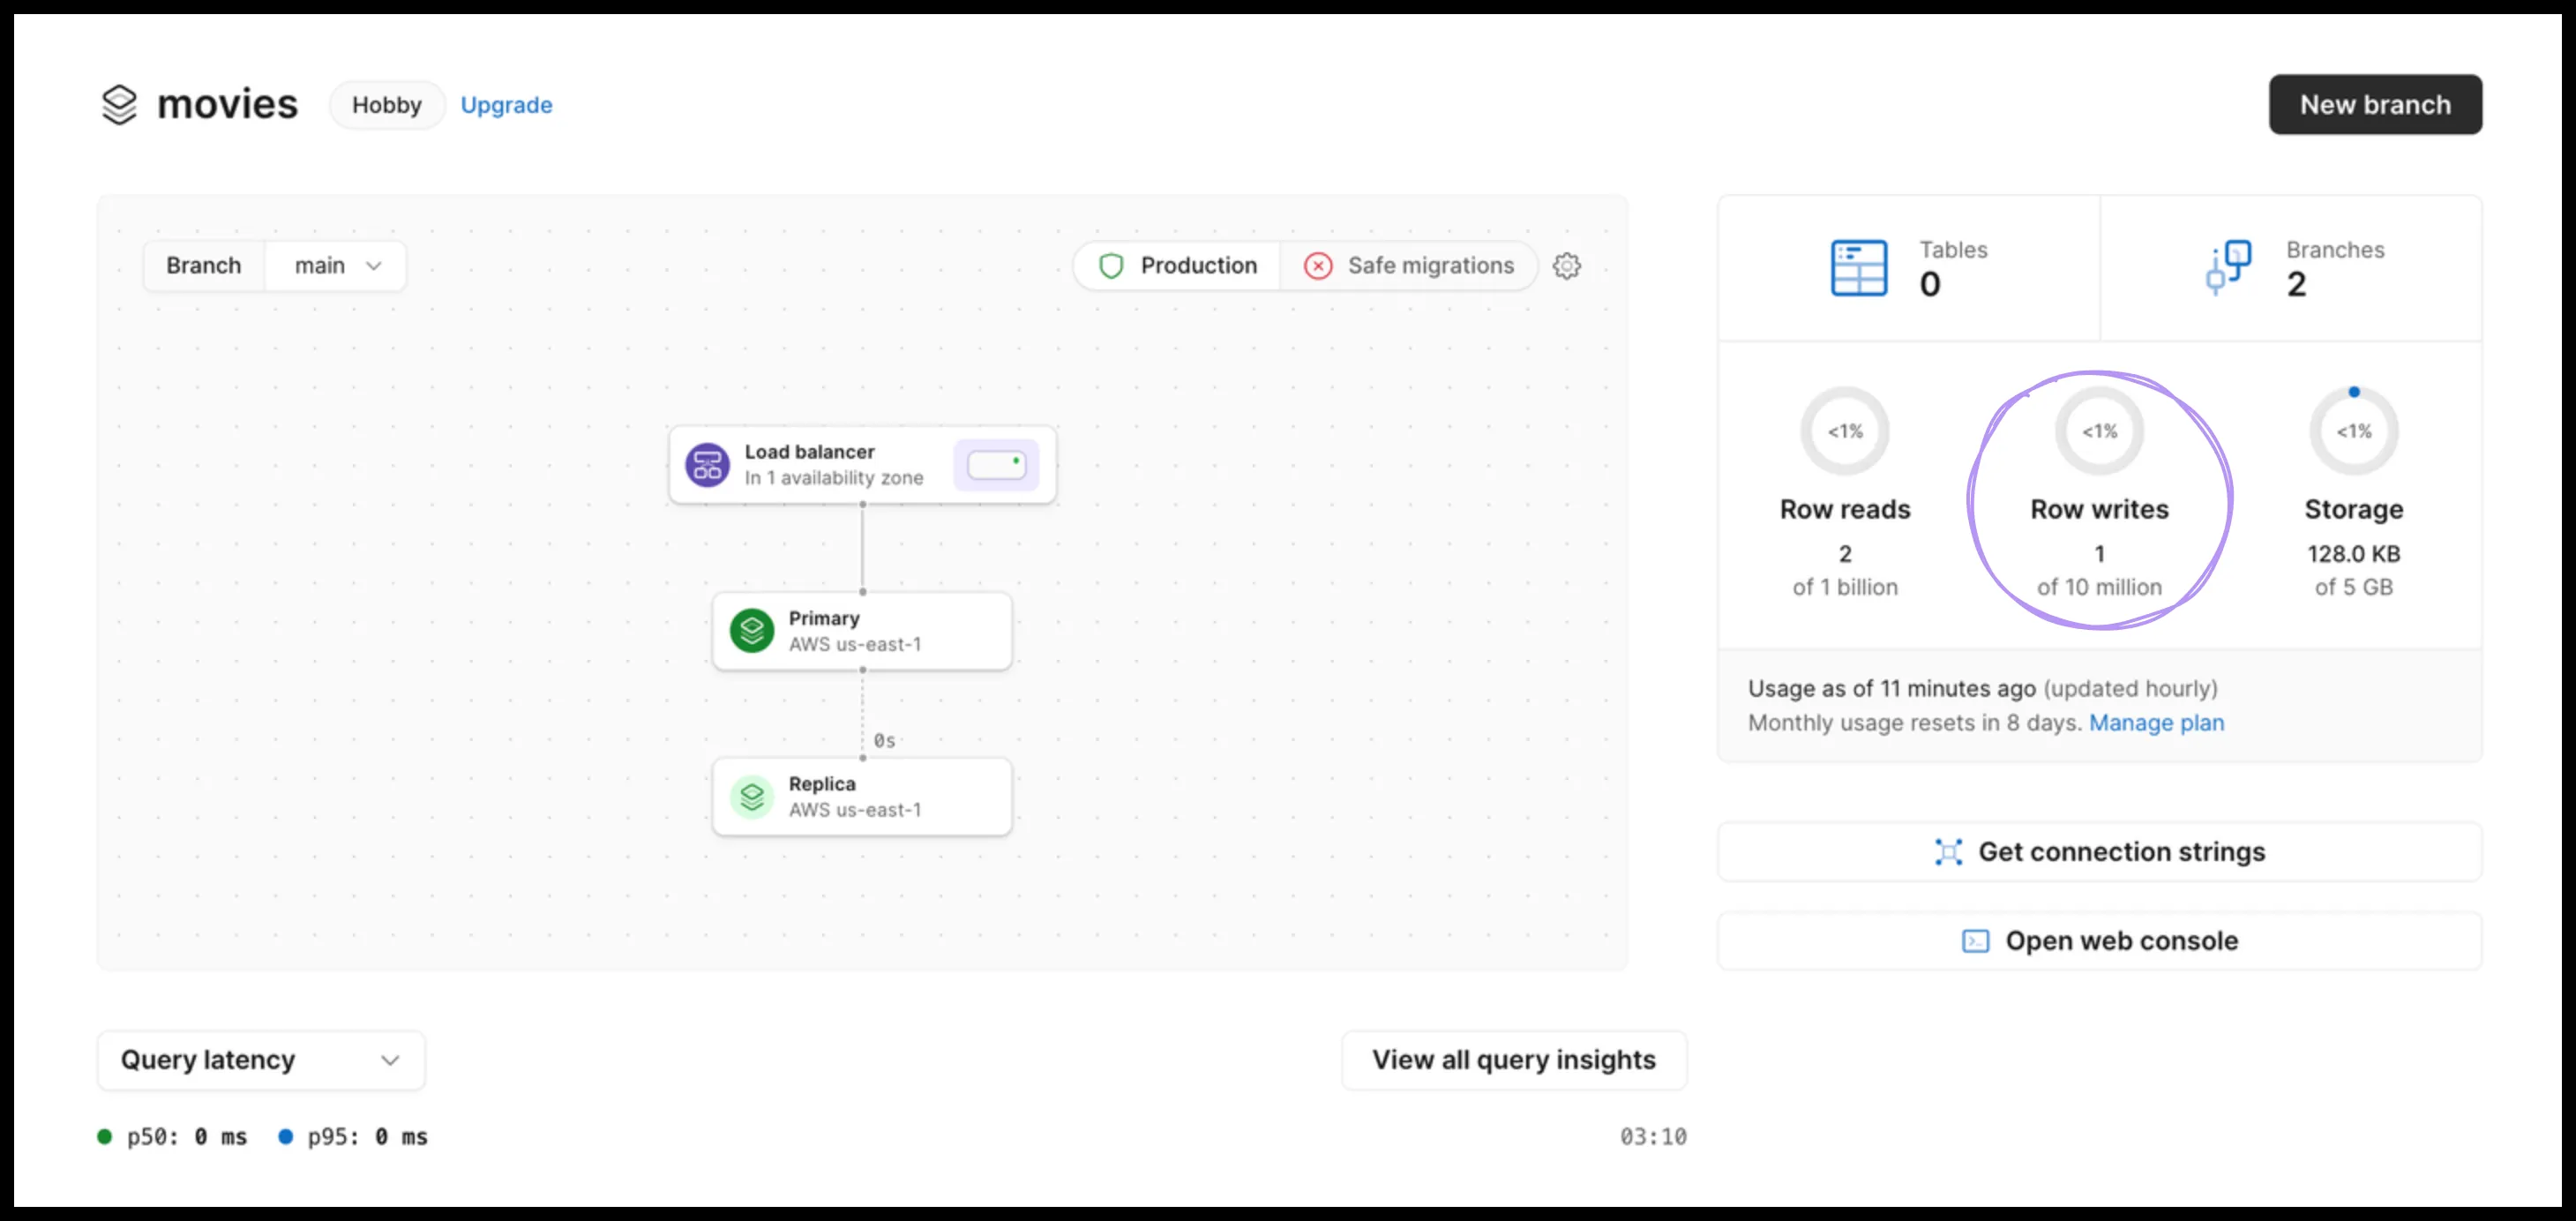 movies Hobby Upgrade New branch
Branch main Production Safe migrations
Tables
0
Branches
2
Load balancer
In 1 availability zone
Primary
AWS us-east-1
0s
Replica
AWS us-east-1
<1%
Row reads
2
of 1 billion
<1%
Row writes
1
of 10 million
<1%
Storage
128.0 KB
of 5 GB
Usage as of 11 minutes ago (updated hourly)
Monthly usage resets in 8 days. Manage plan
Get connection strings
Open web console
Query latency View all query insights
p50: 0 ms p95: 0 ms 03:10